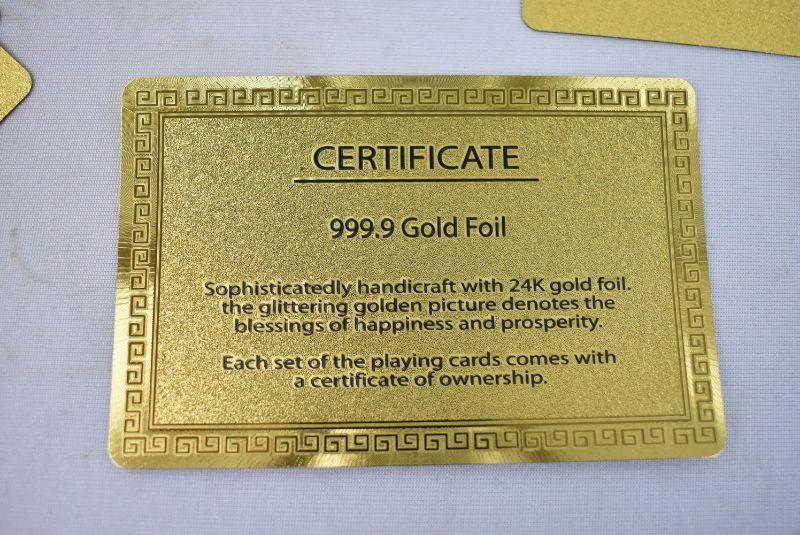 CERTIFICATE
999.9 Gold Foil
Sophisticatedly handicraft with 24K gold foil.
the glittering golden picture denotes the
blessings of happiness and prosperity.
Each set of the playing cards comes with
a certificate of ownership.